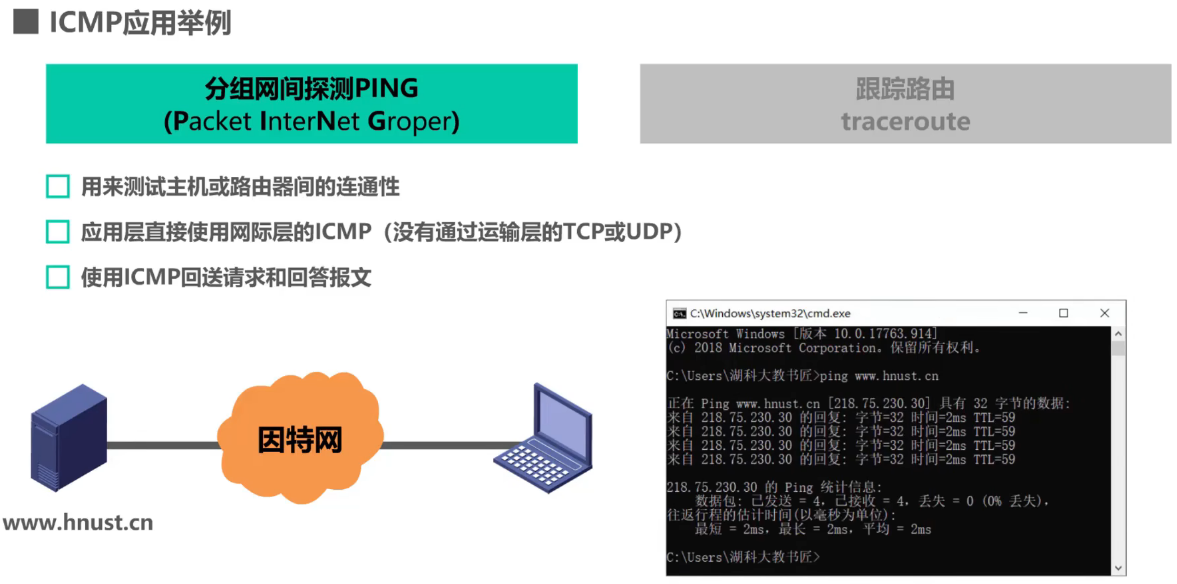 ICMP应用举例
分组网间探测PING
(Packet InterNet Groper)
跟踪路由
traceroute
用来测试主机或路由器间的连通性
应用层直接使用网际层的ICMP（没有通过运输层的TCP或UDP）
使用ICMP回送请求和回答报文
因特网
www.hnust.cn
C:\Windows\system32\cmd.exe
Microsoft Windows [版本 10.0.17763.914]
(c) 2018 Microsoft Corporation。保留所有权利。
C:\Users\湖科大教书匠>ping www.hnust.cn
正在 Ping www.hnust.cn [218.75.230.30] 具有 32 字节的数据:
来自 218.75.230.30 的回复: 字节=32 时间=2ms TTL=59
来自 218.75.230.30 的回复: 字节=32 时间=2ms TTL=59
来自 218.75.230.30 的回复: 字节=32 时间=2ms TTL=59
来自 218.75.230.30 的回复: 字节=32 时间=2ms TTL=59
218.75.230.30 的 Ping 统计信息:
数据包: 已发送 = 4，已接收 = 4，丢失 = 0 (0% 丢失)，
往返行程的估计时间(以毫秒为单位):
最短 = 2ms，最长 = 2ms，平均 = 2ms
C:\Users\湖科大教书匠>